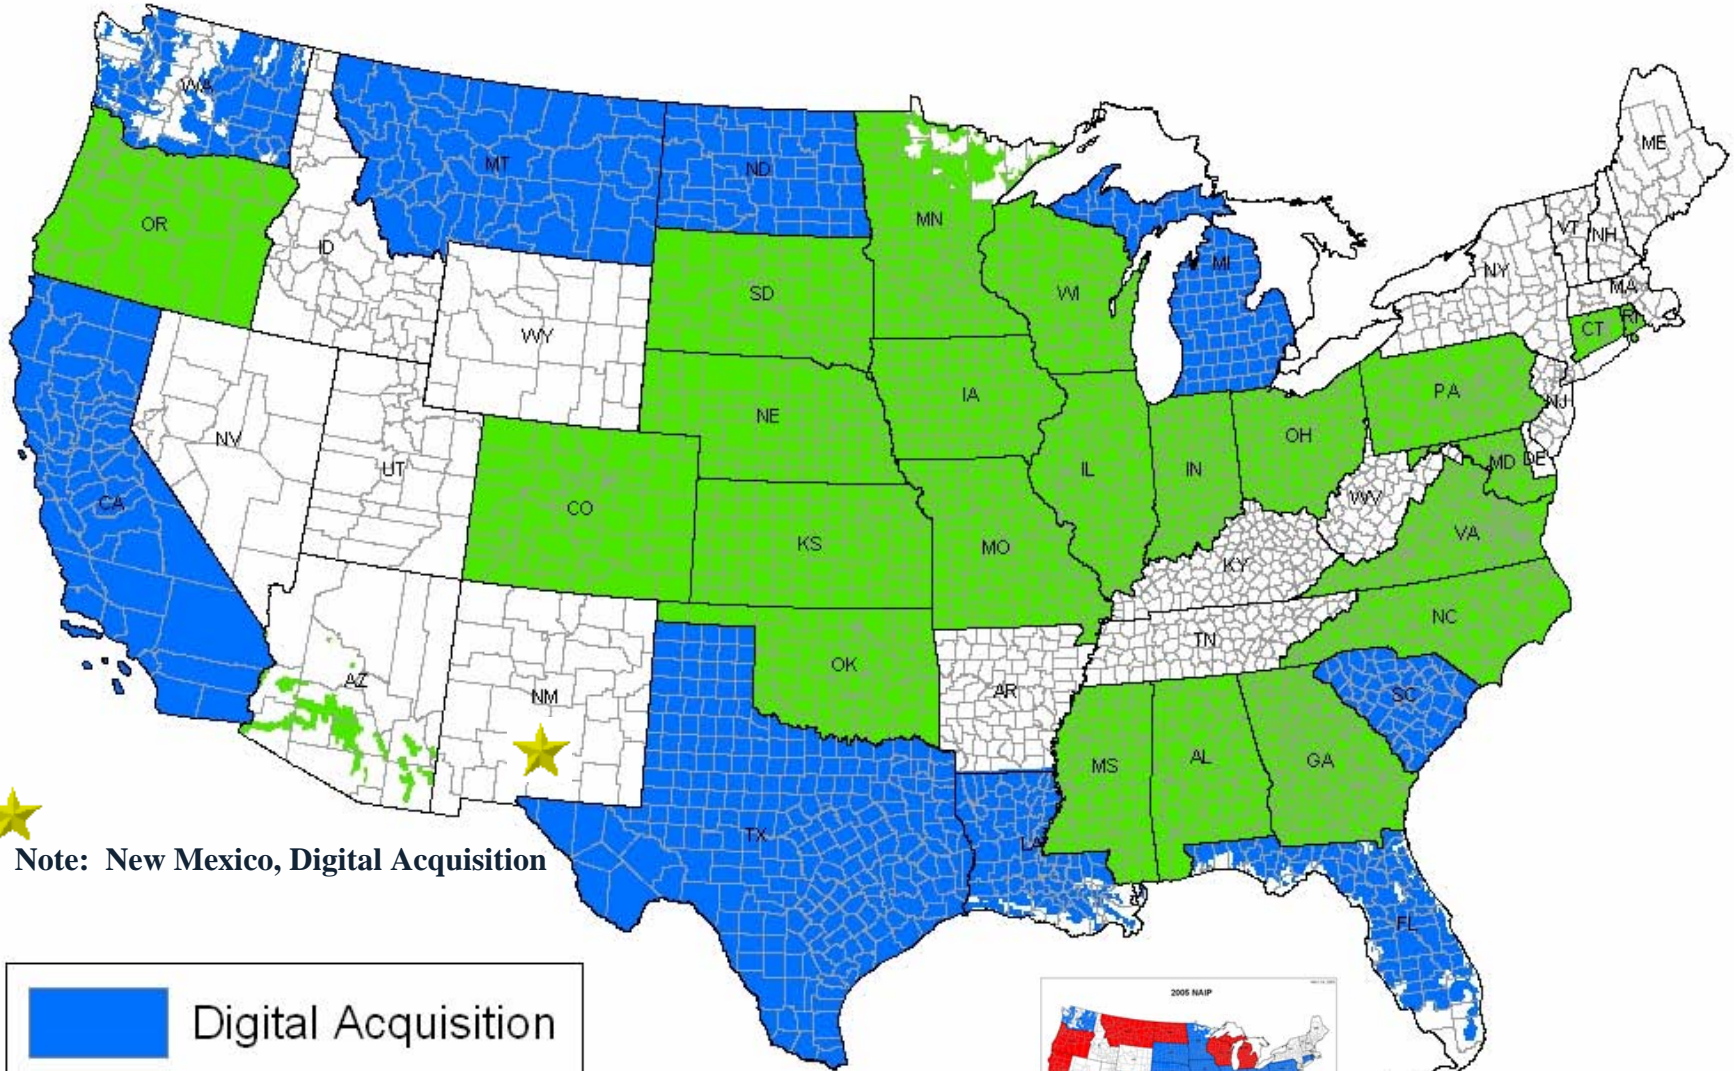 WA
MT
ND
MN
ME
OR
ID
SD
WI
MI
VT
NH
NY
MA
WY
CT
RI
NE
IA
PA
NJ
NV
UT
CO
IL
IN
OH
MD
DE
WV
CA
KS
MO
VA
KY
NC
TN
AZ
NM
OK
AR
SC
MS
AL
GA
TX
LA
FL
Note: New Mexico, Digital Acquisition
Digital Acquisition
2005 NAIP